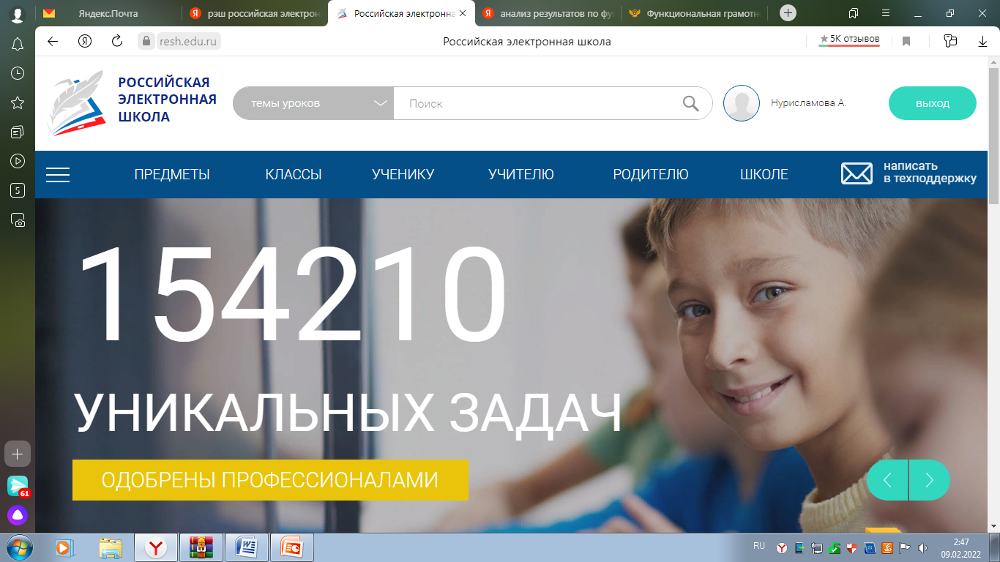 Яндекс.Почта
рэш российская электрон
Российская электронна
анализ результатов по фу
Функциональная грамотн
resh.edu.ru
Российская электронная школа
5K отзывов
РОССИЙСКАЯ
ЭЛЕКТРОННАЯ
ШКОЛА
темы уроков
Поиск
Нурисламова А.
выход
ПРЕДМЕТЫ
КЛАССЫ
УЧЕНИКУ
УЧИТЕЛЮ
РОДИТЕЛЮ
ШКОЛЕ
написать
в техподдержку
5
154210
УНИКАЛЬНЫХ ЗАДАЧ
ОДОБРЕНЫ ПРОФЕССИОНАЛАМИ
61
RU
2:47
09.02.2022